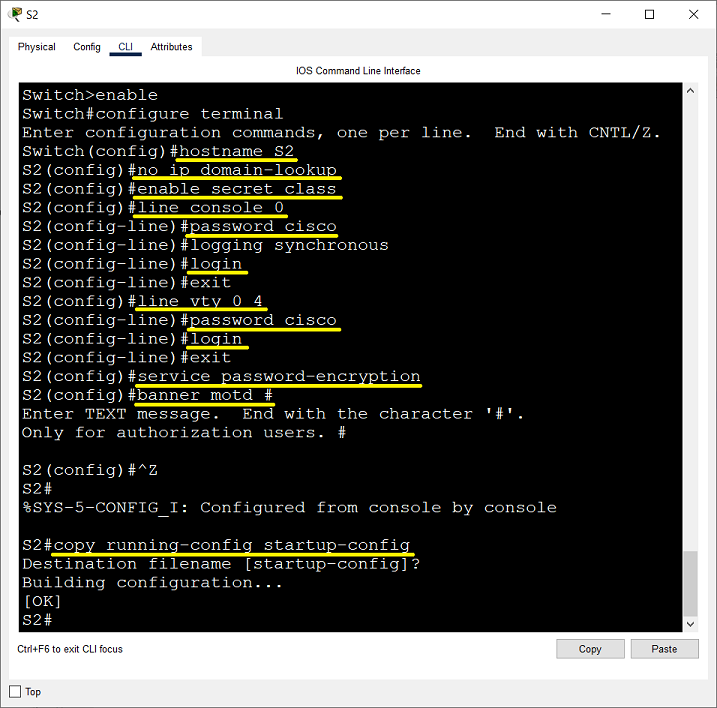 S2
Physical Config CLI Attributes
IOS Command Line Interface
Switch>enable
Switch#configure terminal
Enter configuration commands, one per line.  End with CNTL/Z.
Switch(config)#hostname S2
S2(config)#no ip domain-lookup
S2(config)#enable secret class
S2(config)#line console 0
S2(config-line)#password cisco
S2(config-line)#logging synchronous
S2(config-line)#login
S2(config-line)#exit
S2(config)#line vty 0 4
S2(config-line)#password cisco
S2(config-line)#login
S2(config-line)#exit
S2(config)#service password-encryption
S2(config)#banner motd #
Enter TEXT message.  End with the character '#'.
Only for authorization users. #
S2(config)#^Z
S2#
%SYS-5-CONFIG_I: Configured from console by console
S2#copy running-config startup-config
Destination filename [startup-config]?
Building configuration...
[OK]
S2#
Ctrl+F6 to exit CLI focus
Copy Paste
Top